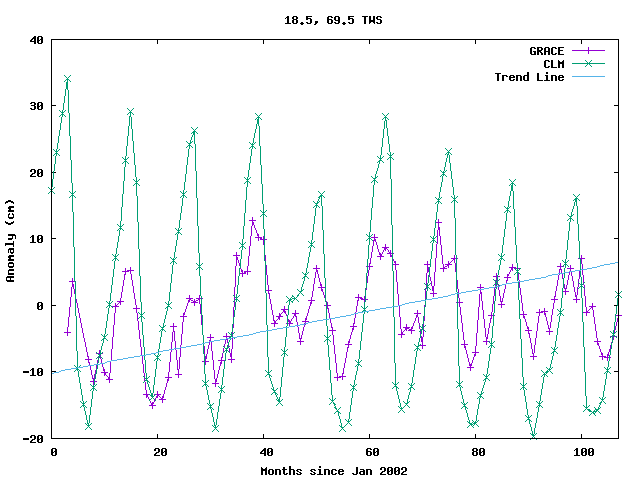 18.5, 69.5 TWS
40
30
20
10
0
-10
-20
Anomaly (cm)
GRACE
CLM
Trend Line
0 20 40 60 80 100
Months since Jan 2002